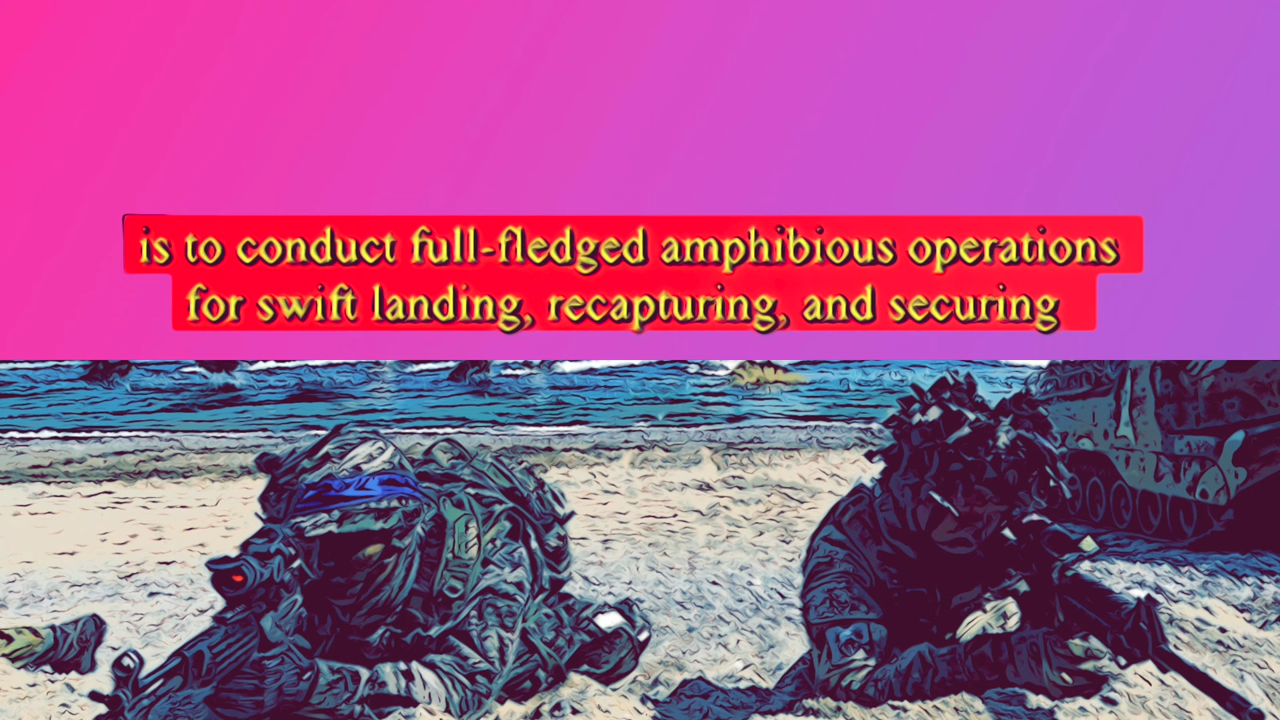 is to conduct full-fledged amphibious operations
for swift landing, recapturing, and securing